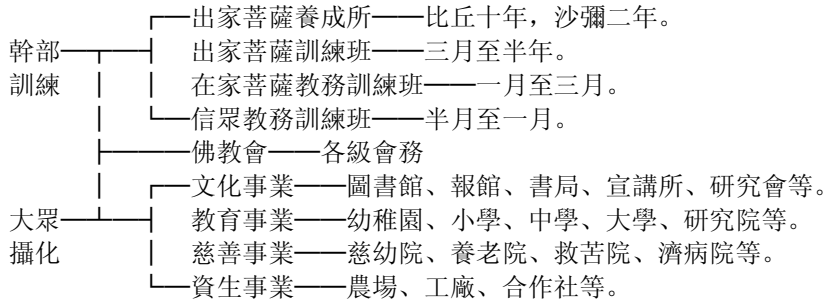 出家菩薩養成所——比丘十年，沙彌二年。
幹部 出家菩薩訓練班——三月至半年。
訓練 在家菩薩教務訓練班——一月至三月。
信眾教務訓練班——半月至一月。
佛教會——各級會務
文化事業——圖書館、報館、書局、宣講所、研究會等。
大眾 教育事業——幼稚園、小學、中學、大學、研究院等。
攝化 慈善事業——慈幼院、養老院、救苦院、濟病院等。
資生事業——農場、工廠、合作社等。